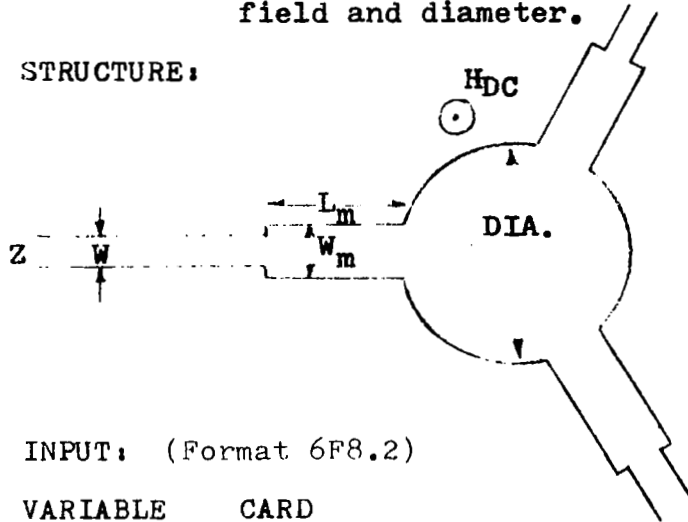 field and diameter.
STRUCTURE:
H_DC
L_m
Z W W_m DIA.
INPUT: (Format 6F8.2)
VARIABLE CARD